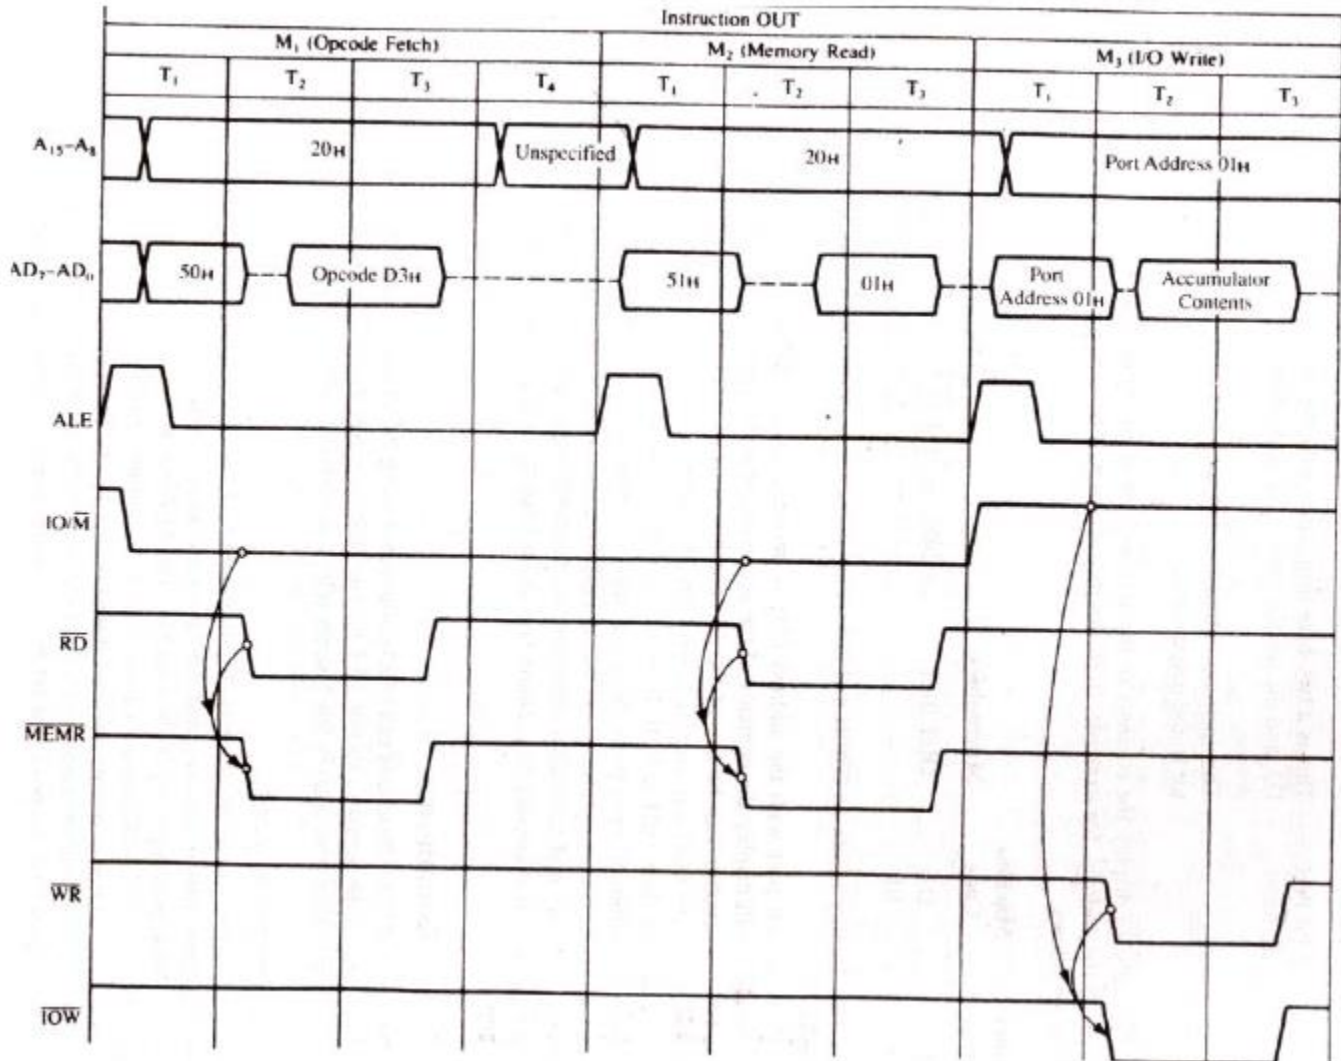 Instruction OUT
M₁ (Opcode Fetch) M₂ (Memory Read) M₃ (I/O Write)
T₁ T₂ T₃ T₄ T₁ T₂ T₃ T₁ T₂ T₃
A₁₅–A₈ 20H Unspecified 20H Port Address 01H
AD₇–AD₀ 50H Opcode D3H 51H 01H Port Address 01H Accumulator Contents
ALE
IO/M̅
R̅D̅
M̅E̅M̅R̅
W̅R̅
I̅O̅W̅